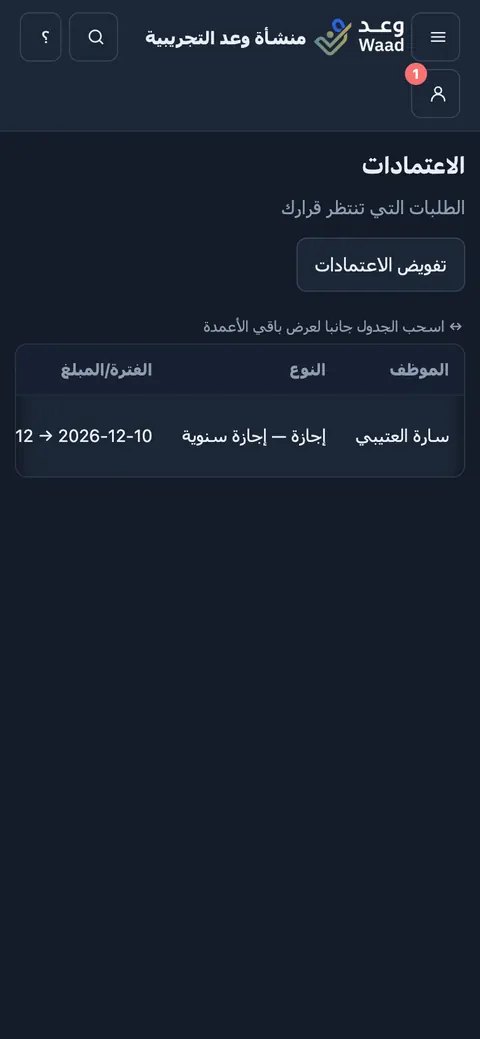 وعد
Waad
منشأة وعد التجريبية
؟
1
الاعتمادات
الطلبات التي تنتظر قرارك
تفويض الاعتمادات
↔ اسحب الجدول جانبا لعرض باقي الأعمدة
الموظف النوع الفترة/المبلغ
سارة العتيبي إجازة — إجازة سنوية 2026-12-10 → 12